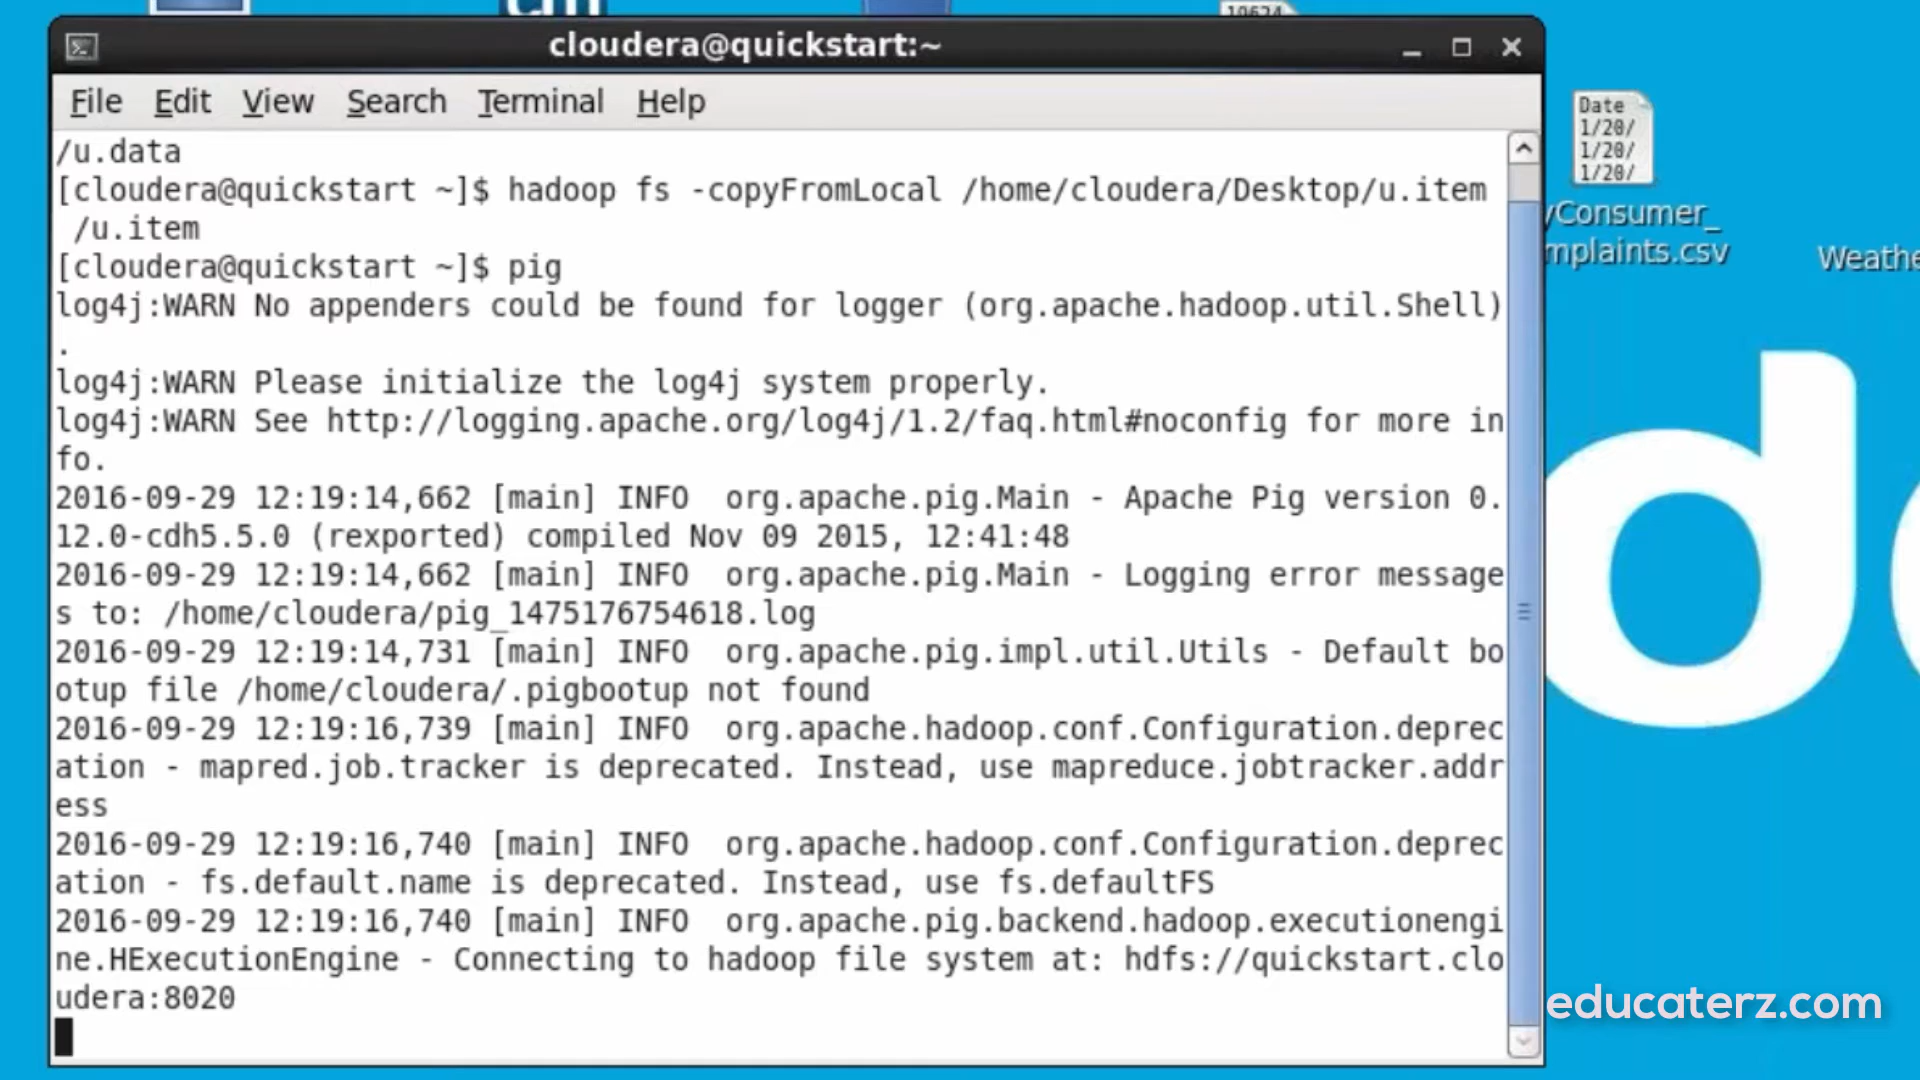 19624
cloudera@quickstart:~
File Edit View Search Terminal Help
/u.data
[cloudera@quickstart ~]$ hadoop fs -copyFromLocal /home/cloudera/Desktop/u.item
/u.item
[cloudera@quickstart ~]$ pig
log4j:WARN No appenders could be found for logger (org.apache.hadoop.util.Shell)
.
log4j:WARN Please initialize the log4j system properly.
log4j:WARN See http://logging.apache.org/log4j/1.2/faq.html#noconfig for more in
fo.
2016-09-29 12:19:14,662 [main] INFO  org.apache.pig.Main - Apache Pig version 0.
12.0-cdh5.5.0 (rexported) compiled Nov 09 2015, 12:41:48
2016-09-29 12:19:14,662 [main] INFO  org.apache.pig.Main - Logging error message
s to: /home/cloudera/pig_1475176754618.log
2016-09-29 12:19:14,731 [main] INFO  org.apache.pig.impl.util.Utils - Default bo
otup file /home/cloudera/.pigbootup not found
2016-09-29 12:19:16,739 [main] INFO  org.apache.hadoop.conf.Configuration.deprec
ation - mapred.job.tracker is deprecated. Instead, use mapreduce.jobtracker.addr
ess
2016-09-29 12:19:16,740 [main] INFO  org.apache.hadoop.conf.Configuration.deprec
ation - fs.default.name is deprecated. Instead, use fs.defaultFS
2016-09-29 12:19:16,740 [main] INFO  org.apache.pig.backend.hadoop.executionengi
ne.HExecutionEngine - Connecting to hadoop file system at: hdfs://quickstart.clo
udera:8020
Date
1/20/
1/20/
1/20/
yConsumer_
mplaints.csv
Weathe
d
educaterz.com